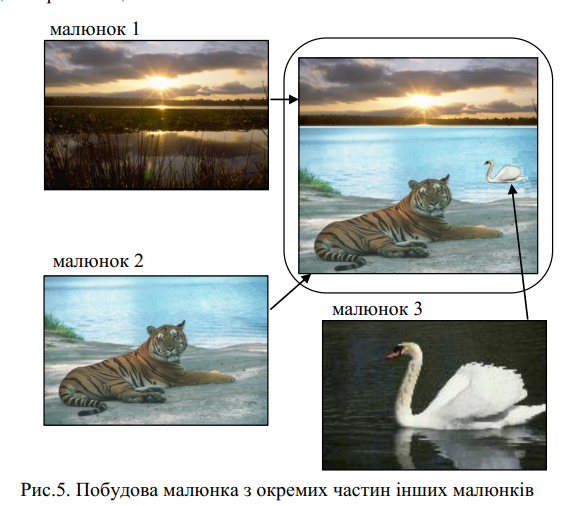 малюнок 1
малюнок 2
малюнок 3
Рис.5. Побудова малюнка з окремих частин інших малюнків